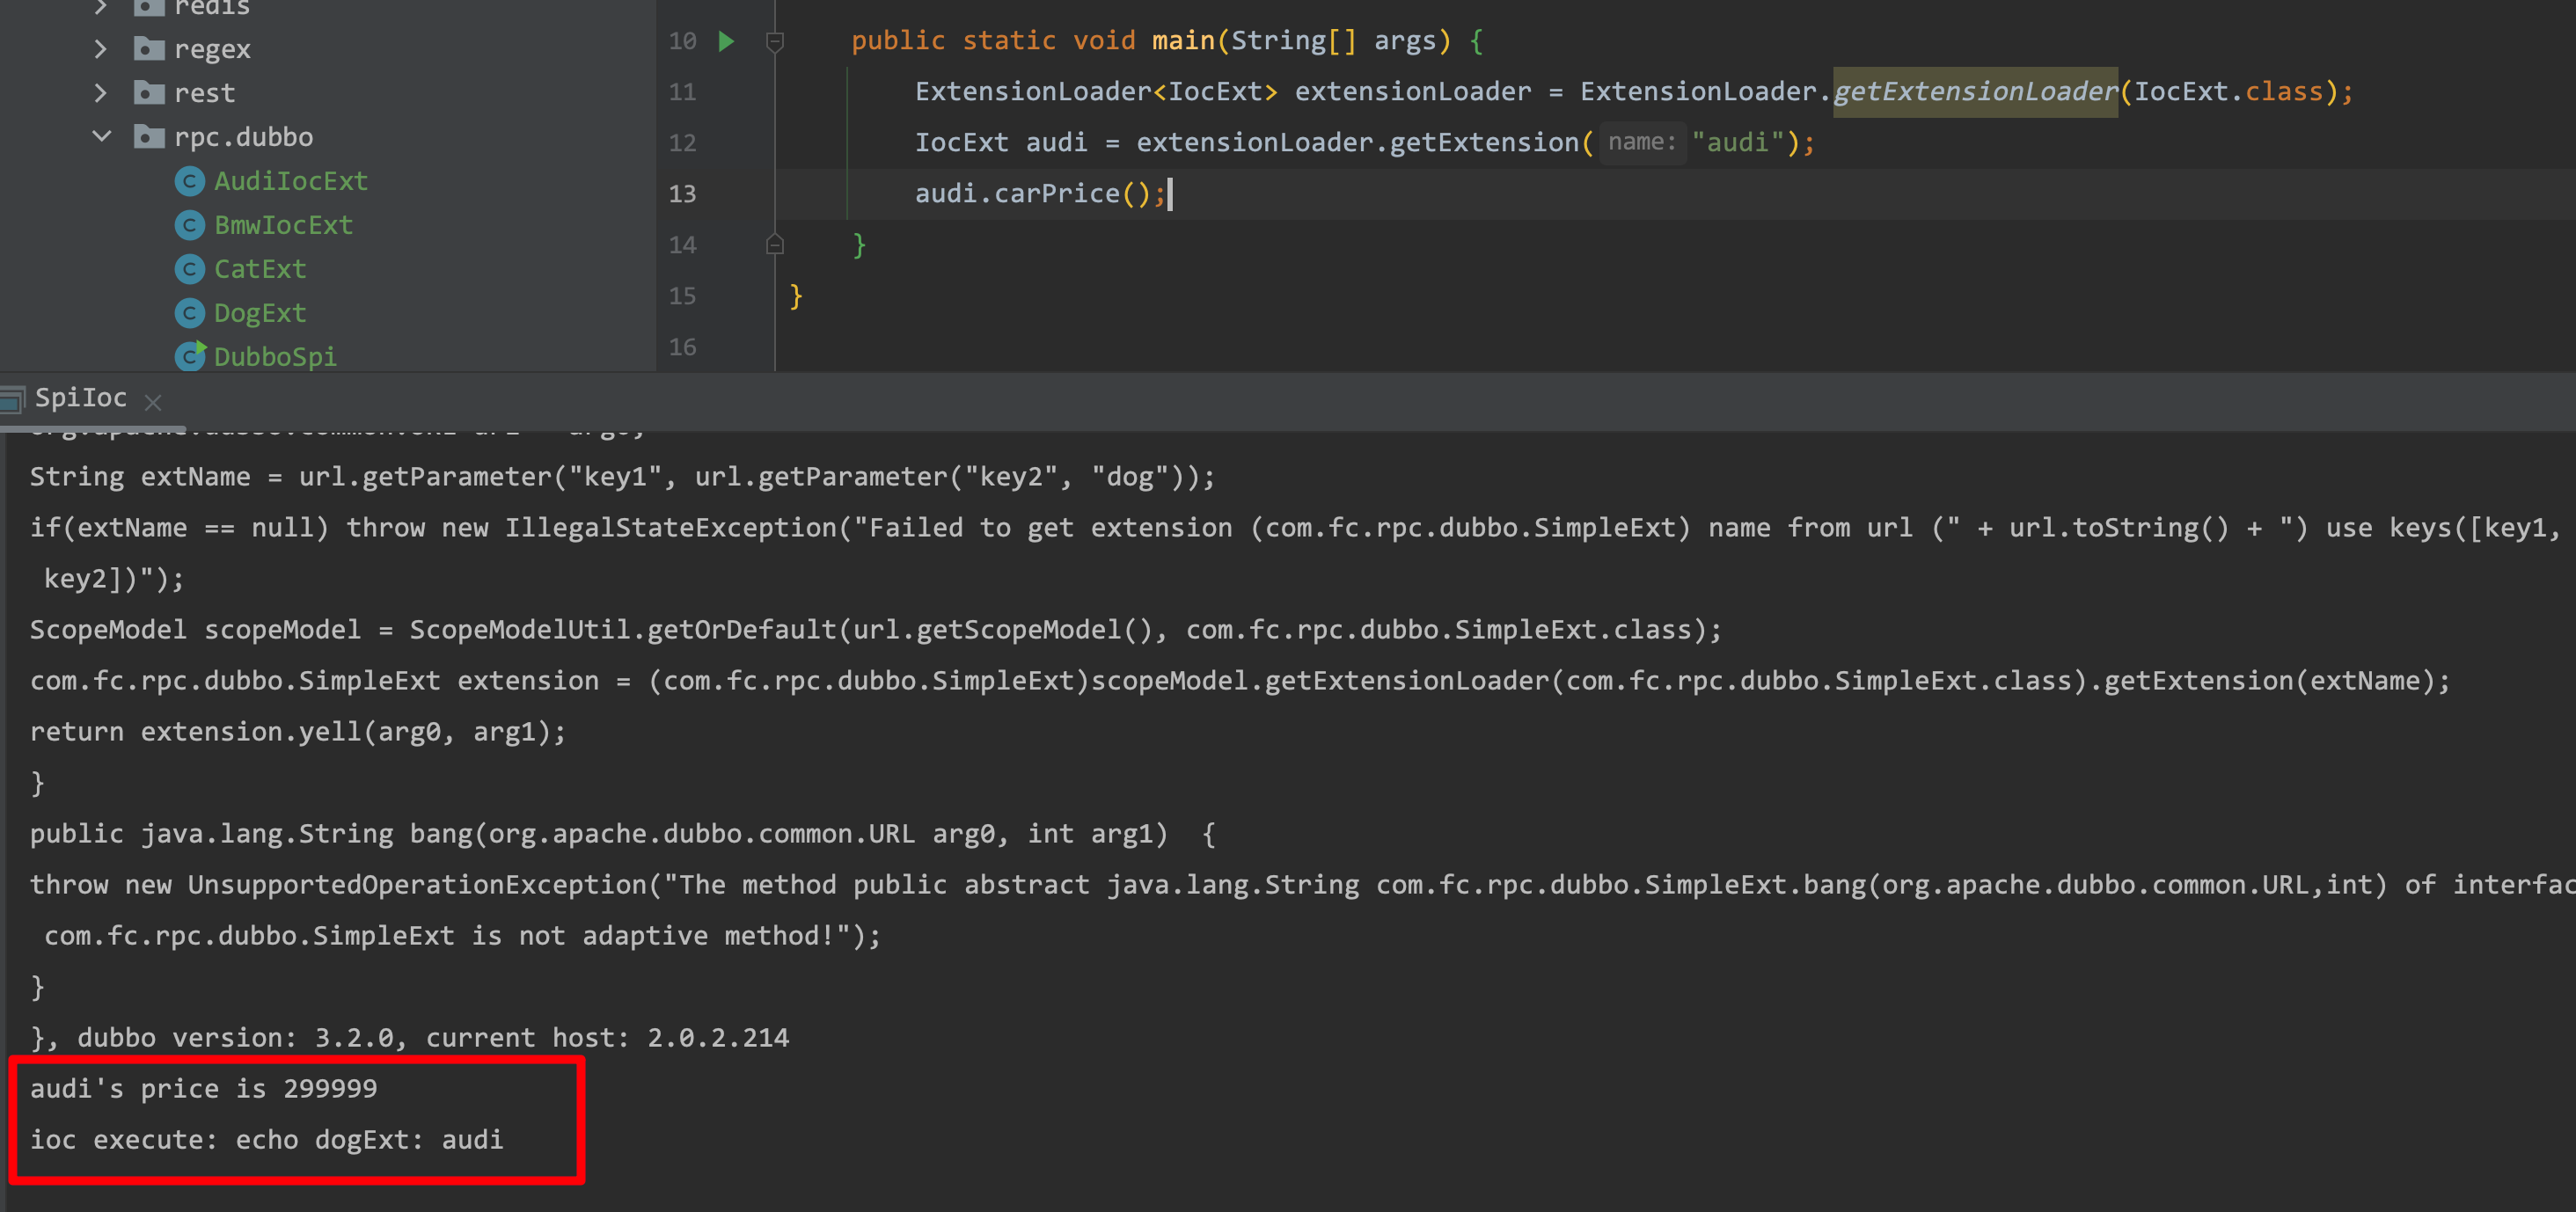 redis
regex
rest
rpc.dubbo
AudiIocExt
BmwIocExt
CatExt
DogExt
DubboSpi
10 public static void main(String[] args) {
11 ExtensionLoader<IocExt> extensionLoader = ExtensionLoader.getExtensionLoader(IocExt.class);
12 IocExt audi = extensionLoader.getExtension( name: "audi");
13 audi.carPrice();
14 }
15 }
16
SpiIoc
String extName = url.getParameter("key1", url.getParameter("key2", "dog"));
if(extName == null) throw new IllegalStateException("Failed to get extension (com.fc.rpc.dubbo.SimpleExt) name from url (" + url.toString() + ") use keys([key1,
key2])");
ScopeModel scopeModel = ScopeModelUtil.getOrDefault(url.getScopeModel(), com.fc.rpc.dubbo.SimpleExt.class);
com.fc.rpc.dubbo.SimpleExt extension = (com.fc.rpc.dubbo.SimpleExt)scopeModel.getExtensionLoader(com.fc.rpc.dubbo.SimpleExt.class).getExtension(extName);
return extension.yell(arg0, arg1);
}
public java.lang.String bang(org.apache.dubbo.common.URL arg0, int arg1)  {
throw new UnsupportedOperationException("The method public abstract java.lang.String com.fc.rpc.dubbo.SimpleExt.bang(org.apache.dubbo.common.URL,int) of interfac
com.fc.rpc.dubbo.SimpleExt is not adaptive method!");
}
}, dubbo version: 3.2.0, current host: 2.0.2.214
audi's price is 299999
ioc execute: echo dogExt: audi